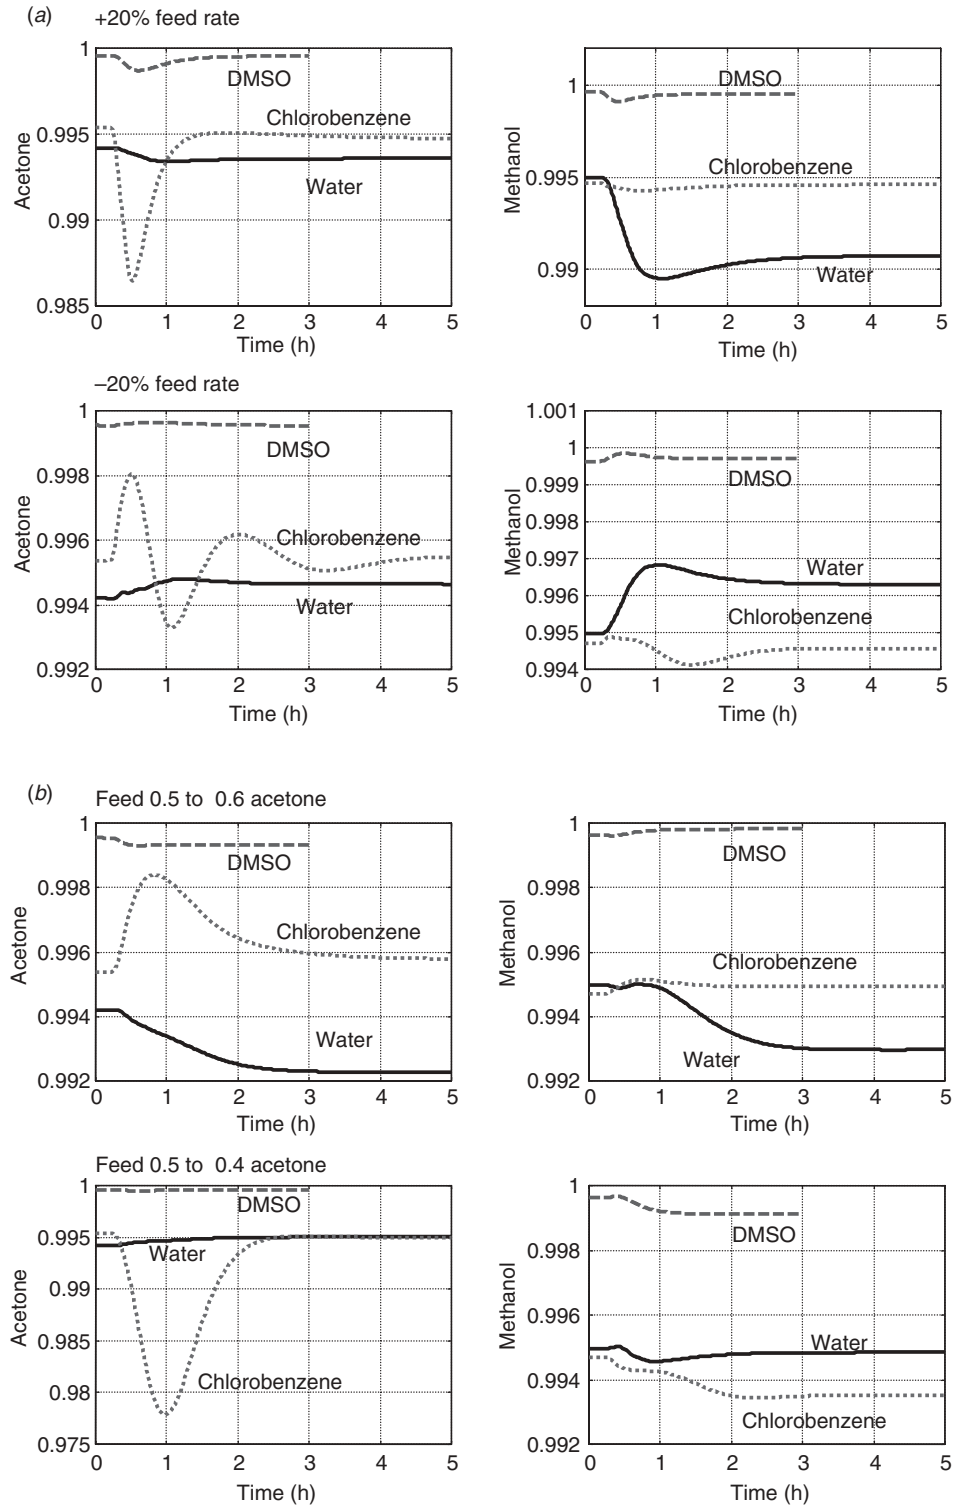 (a) +20% feed rate
1
0.995
0.99
0.985
Acetone
DMSO
Chlorobenzene
Water
0 1 2 3 4 5
Time (h)
1
0.995
0.99
Methanol
DMSO
Chlorobenzene
Water
0 1 2 3 4 5
Time (h)
–20% feed rate
1
0.998
0.996
0.994
0.992
Acetone
DMSO
Chlorobenzene
Water
0 1 2 3 4 5
Time (h)
1.001
1
0.999
0.998
0.997
0.996
0.995
0.994
Methanol
DMSO
Water
Chlorobenzene
0 1 2 3 4 5
Time (h)
(b) Feed 0.5 to 0.6 acetone
1
0.998
0.996
0.994
0.992
Acetone
DMSO
Chlorobenzene
Water
0 1 2 3 4 5
Time (h)
1
0.998
0.996
0.994
0.992
Methanol
DMSO
Chlorobenzene
Water
0 1 2 3 4 5
Time (h)
Feed 0.5 to 0.4 acetone
1
0.995
0.99
0.985
0.98
0.975
Acetone
DMSO
Water
Chlorobenzene
0 1 2 3 4 5
Time (h)
1
0.998
0.996
0.994
0.992
Methanol
DMSO
Water
Chlorobenzene
0 1 2 3 4 5
Time (h)